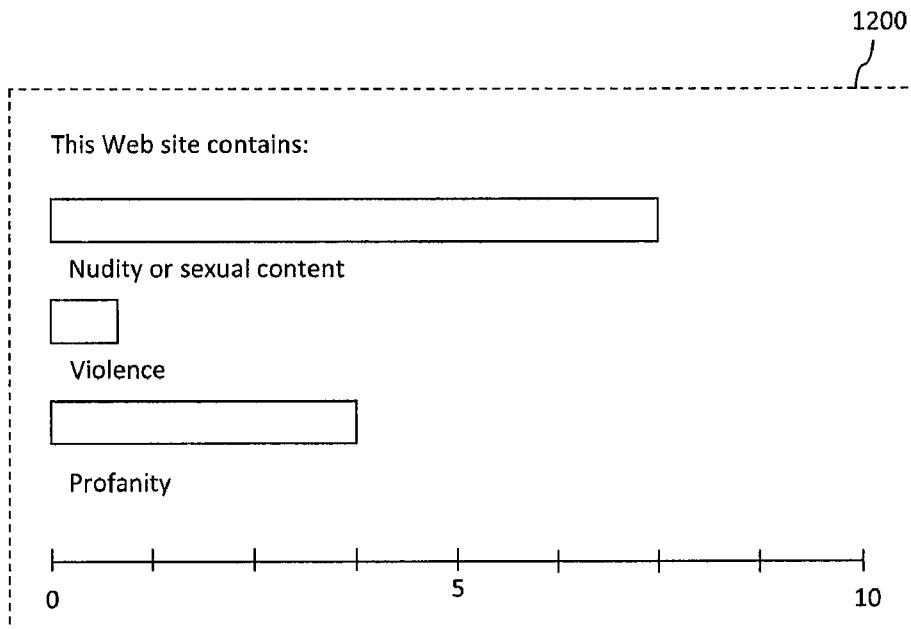 1200
This Web site contains:
Nudity or sexual content
Violence
Profanity
0 5 10